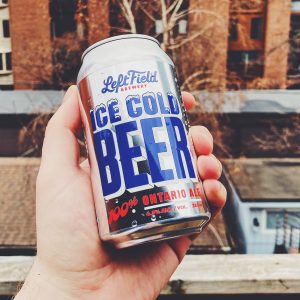 Left Field
BREWERY
ICE COLD
BEER
100%
ONTARIO ALE